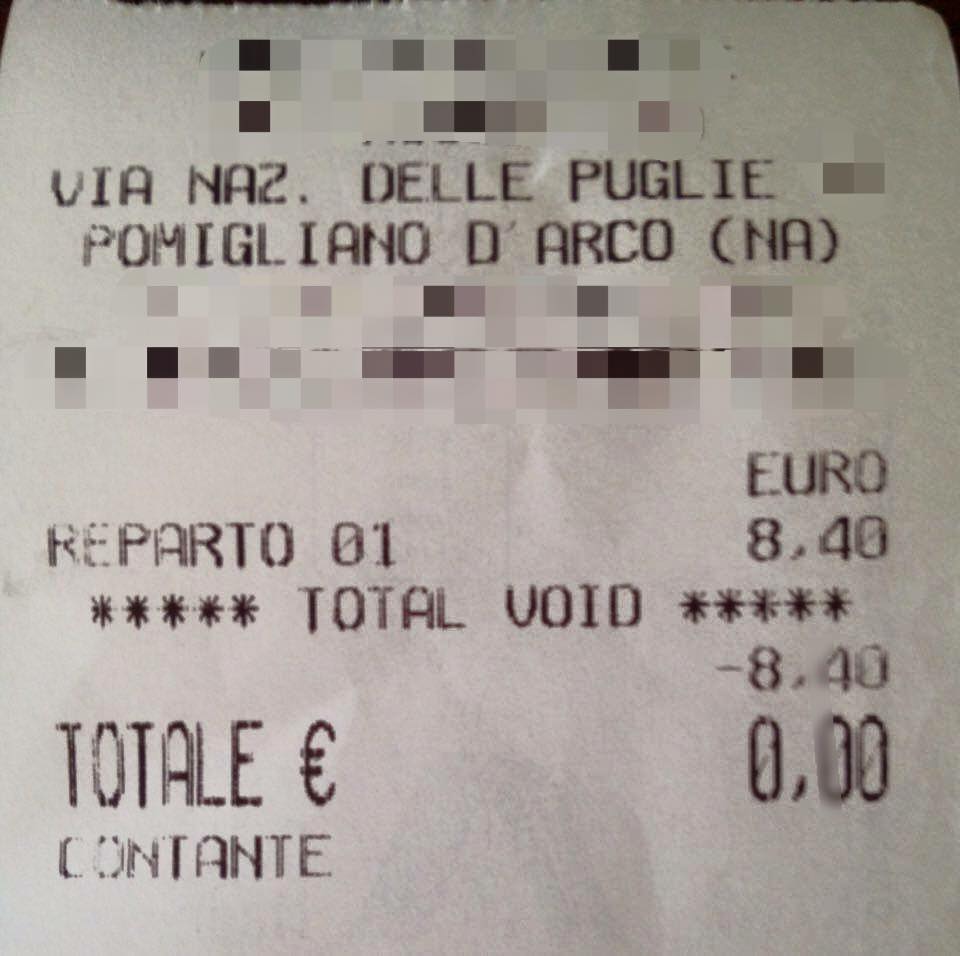 VIA NAZ. DELLE PUGLIE
POMIGLIANO D'ARCO (NA)
EURO
REPARTO 01 8,40
***** TOTAL VOID *****
-8,40
TOTALE € 0,00
CONTANTE